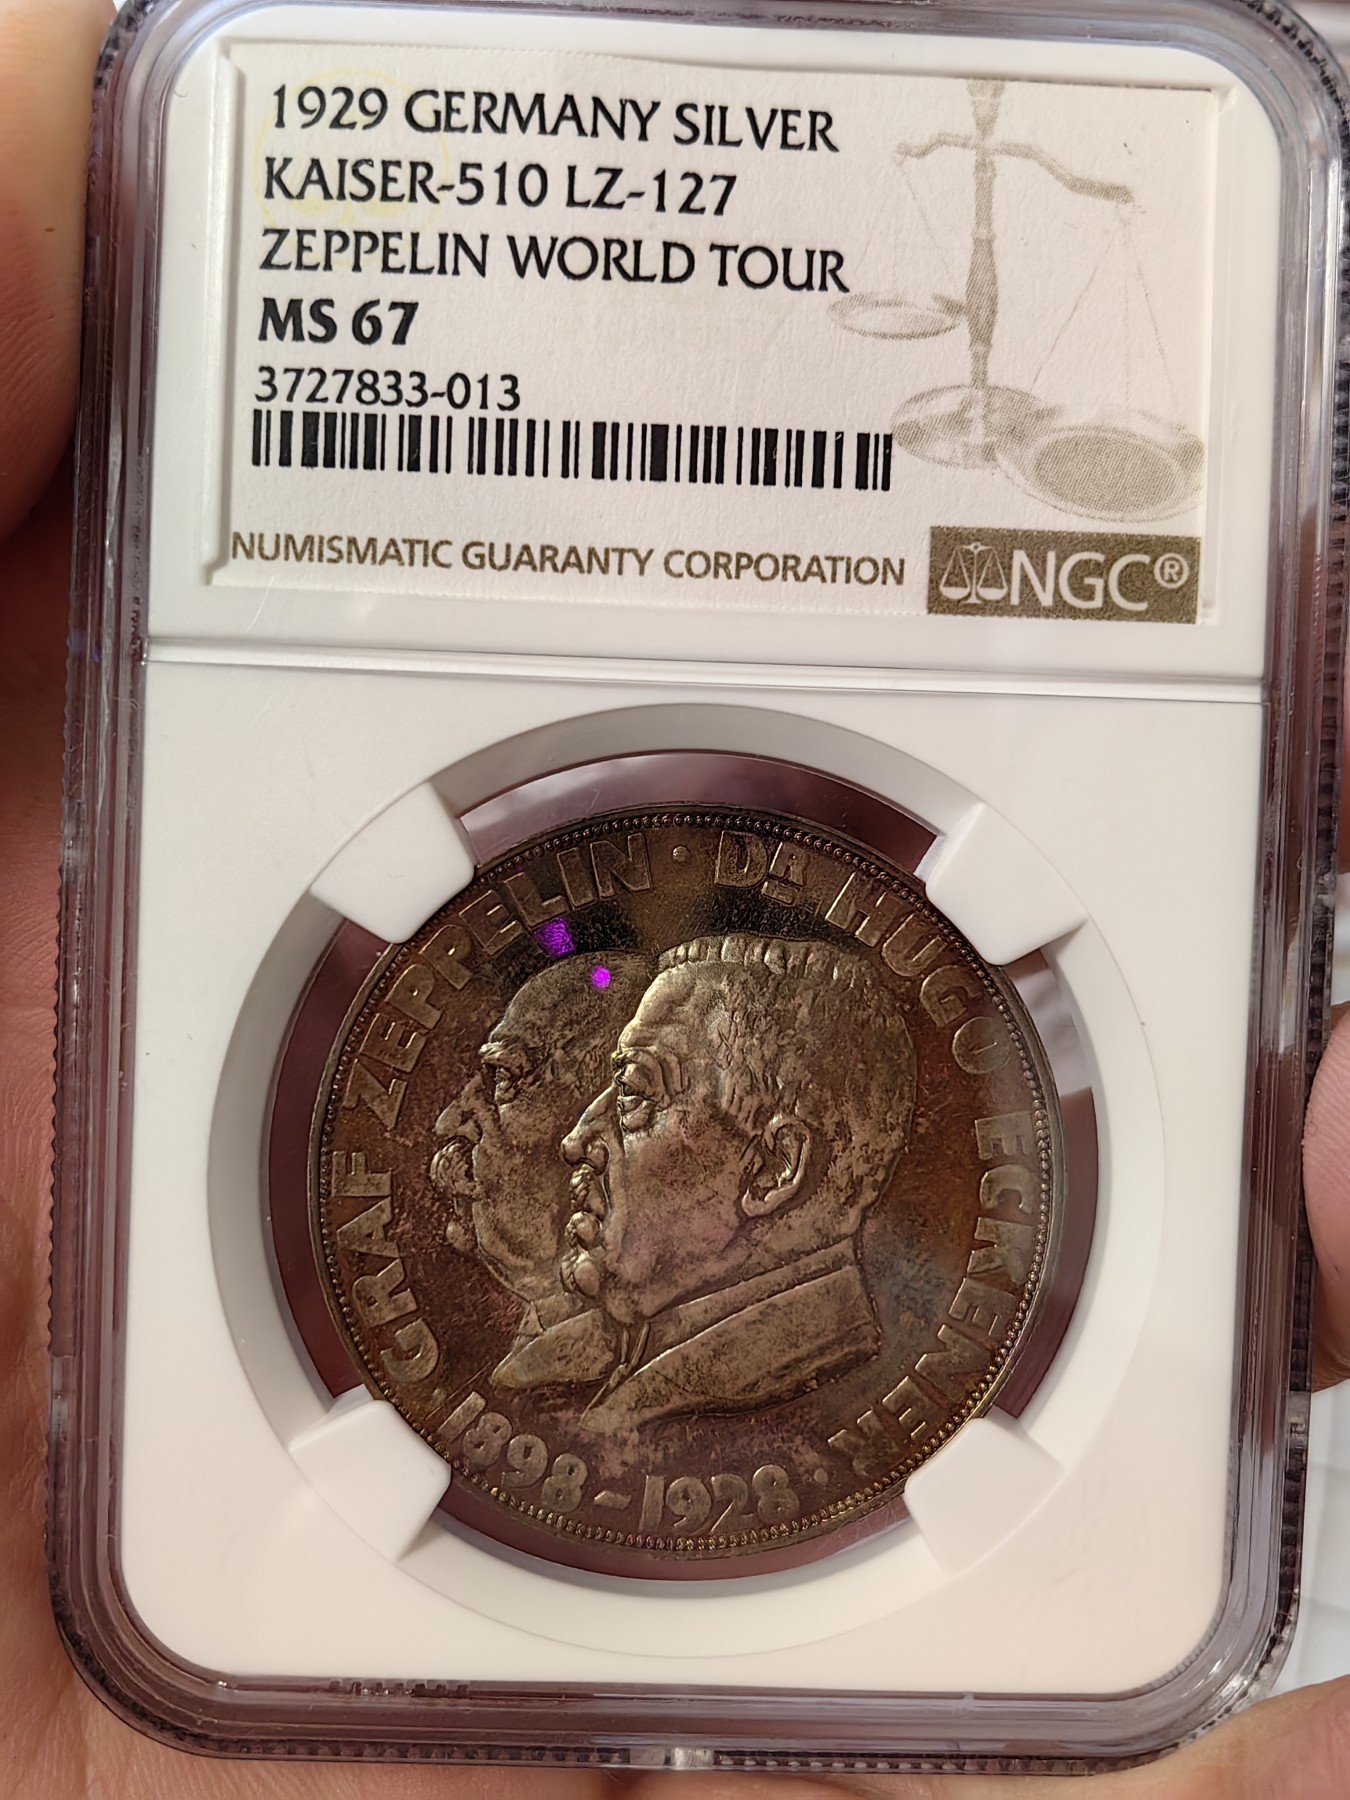 1929 GERMANY SILVER
KAISER-510 LZ-127
ZEPPELIN WORLD TOUR
MS 67
3727833-013
NUMISMATIC GUARANTY CORPORATION
NGC®
· GRAF ZEPPELIN · DR HUGO ECKENER ·
1898-1928